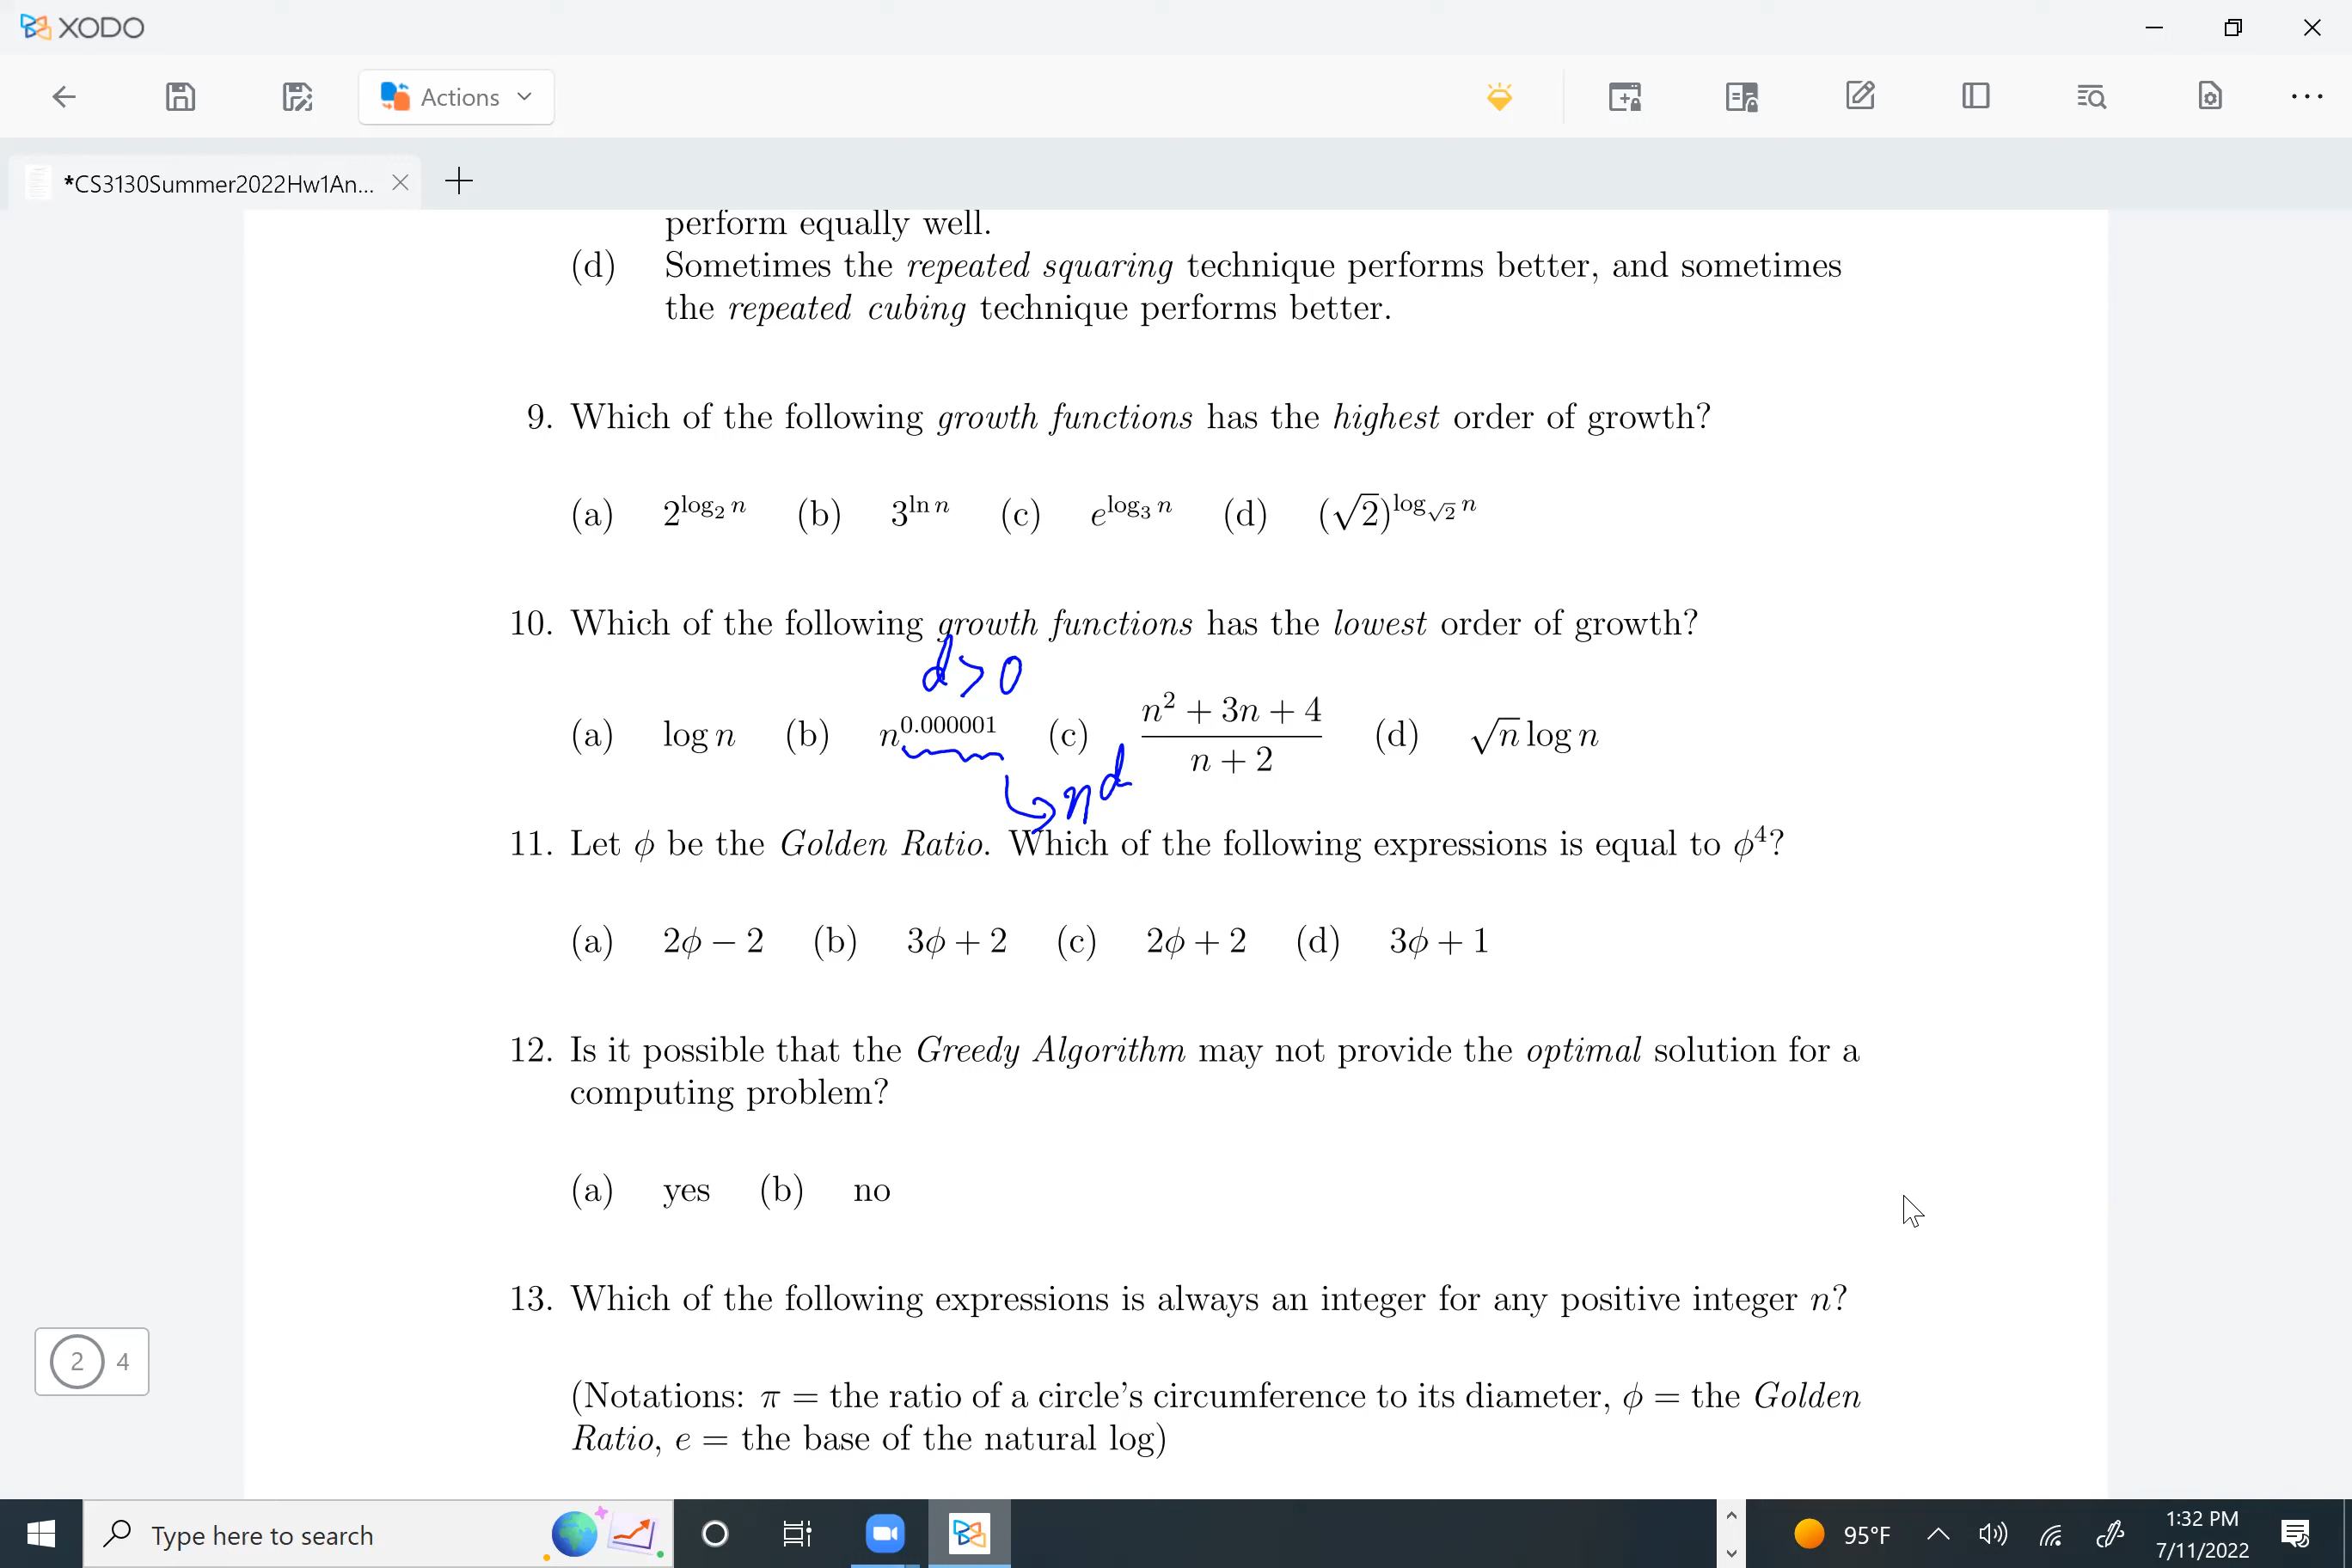 XODO
Actions
*CS3130Summer2022Hw1An...
perform equally well.
(d) Sometimes the repeated squaring technique performs better, and sometimes
the repeated cubing technique performs better.
9. Which of the following growth functions has the highest order of growth?
(a) 2^{log_2 n} (b) 3^{ln n} (c) e^{log_3 n} (d) (√2)^{log_{√2} n}
10. Which of the following growth functions has the lowest order of growth?
d > 0
(a) log n (b) n^{0.000001} (c) (n² + 3n + 4)/(n + 2) (d) √n log n
n^d
11. Let ϕ be the Golden Ratio. Which of the following expressions is equal to ϕ⁴?
(a) 2ϕ − 2 (b) 3ϕ + 2 (c) 2ϕ + 2 (d) 3ϕ + 1
12. Is it possible that the Greedy Algorithm may not provide the optimal solution for a
computing problem?
(a) yes (b) no
13. Which of the following expressions is always an integer for any positive integer n?
(Notations: π = the ratio of a circle's circumference to its diameter, ϕ = the Golden
Ratio, e = the base of the natural log)
2 4
Type here to search
95°F
1:32 PM
7/11/2022